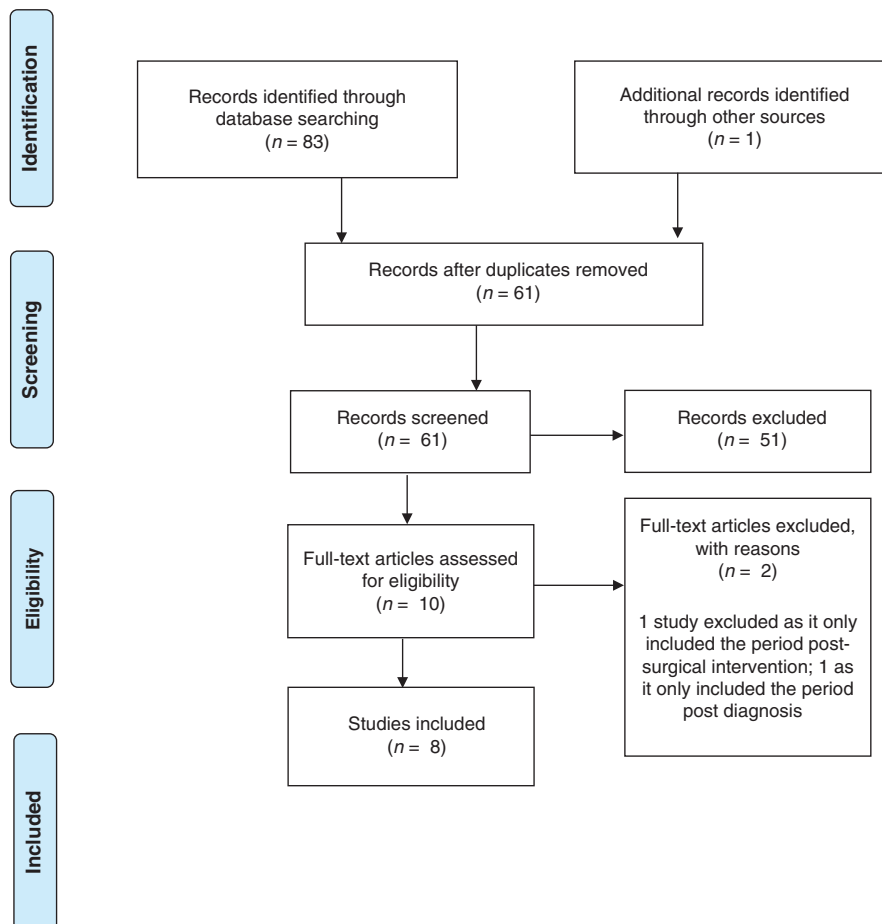 Identification
Records identified through
database searching
(n = 83)
Additional records identified
through other sources
(n = 1)
Screening
Records after duplicates removed
(n = 61)
Records screened
(n = 61)
Records excluded
(n = 51)
Eligibility
Full-text articles assessed
for eligibility
(n = 10)
Full-text articles excluded,
with reasons
(n = 2)
1 study excluded as it only
included the period post-
surgical intervention; 1 as
it only included the period
post diagnosis
Included
Studies included
(n = 8)